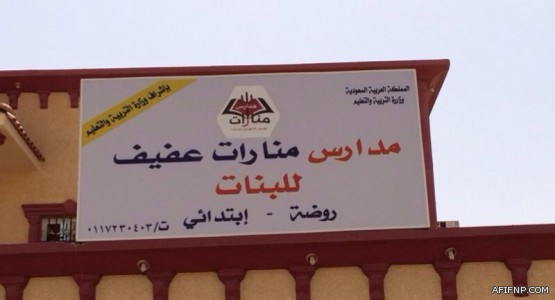 المملكة العربية السعودية
وزارة التربية والتعليم
بإشراف وزارة التربية والتعليم
مدارس
منارات
مدارس منارات عفيف
للبنات
روضة - إبتدائي ت/٠١١٧٢٣٠٤٠٣
AFIFNP.COM